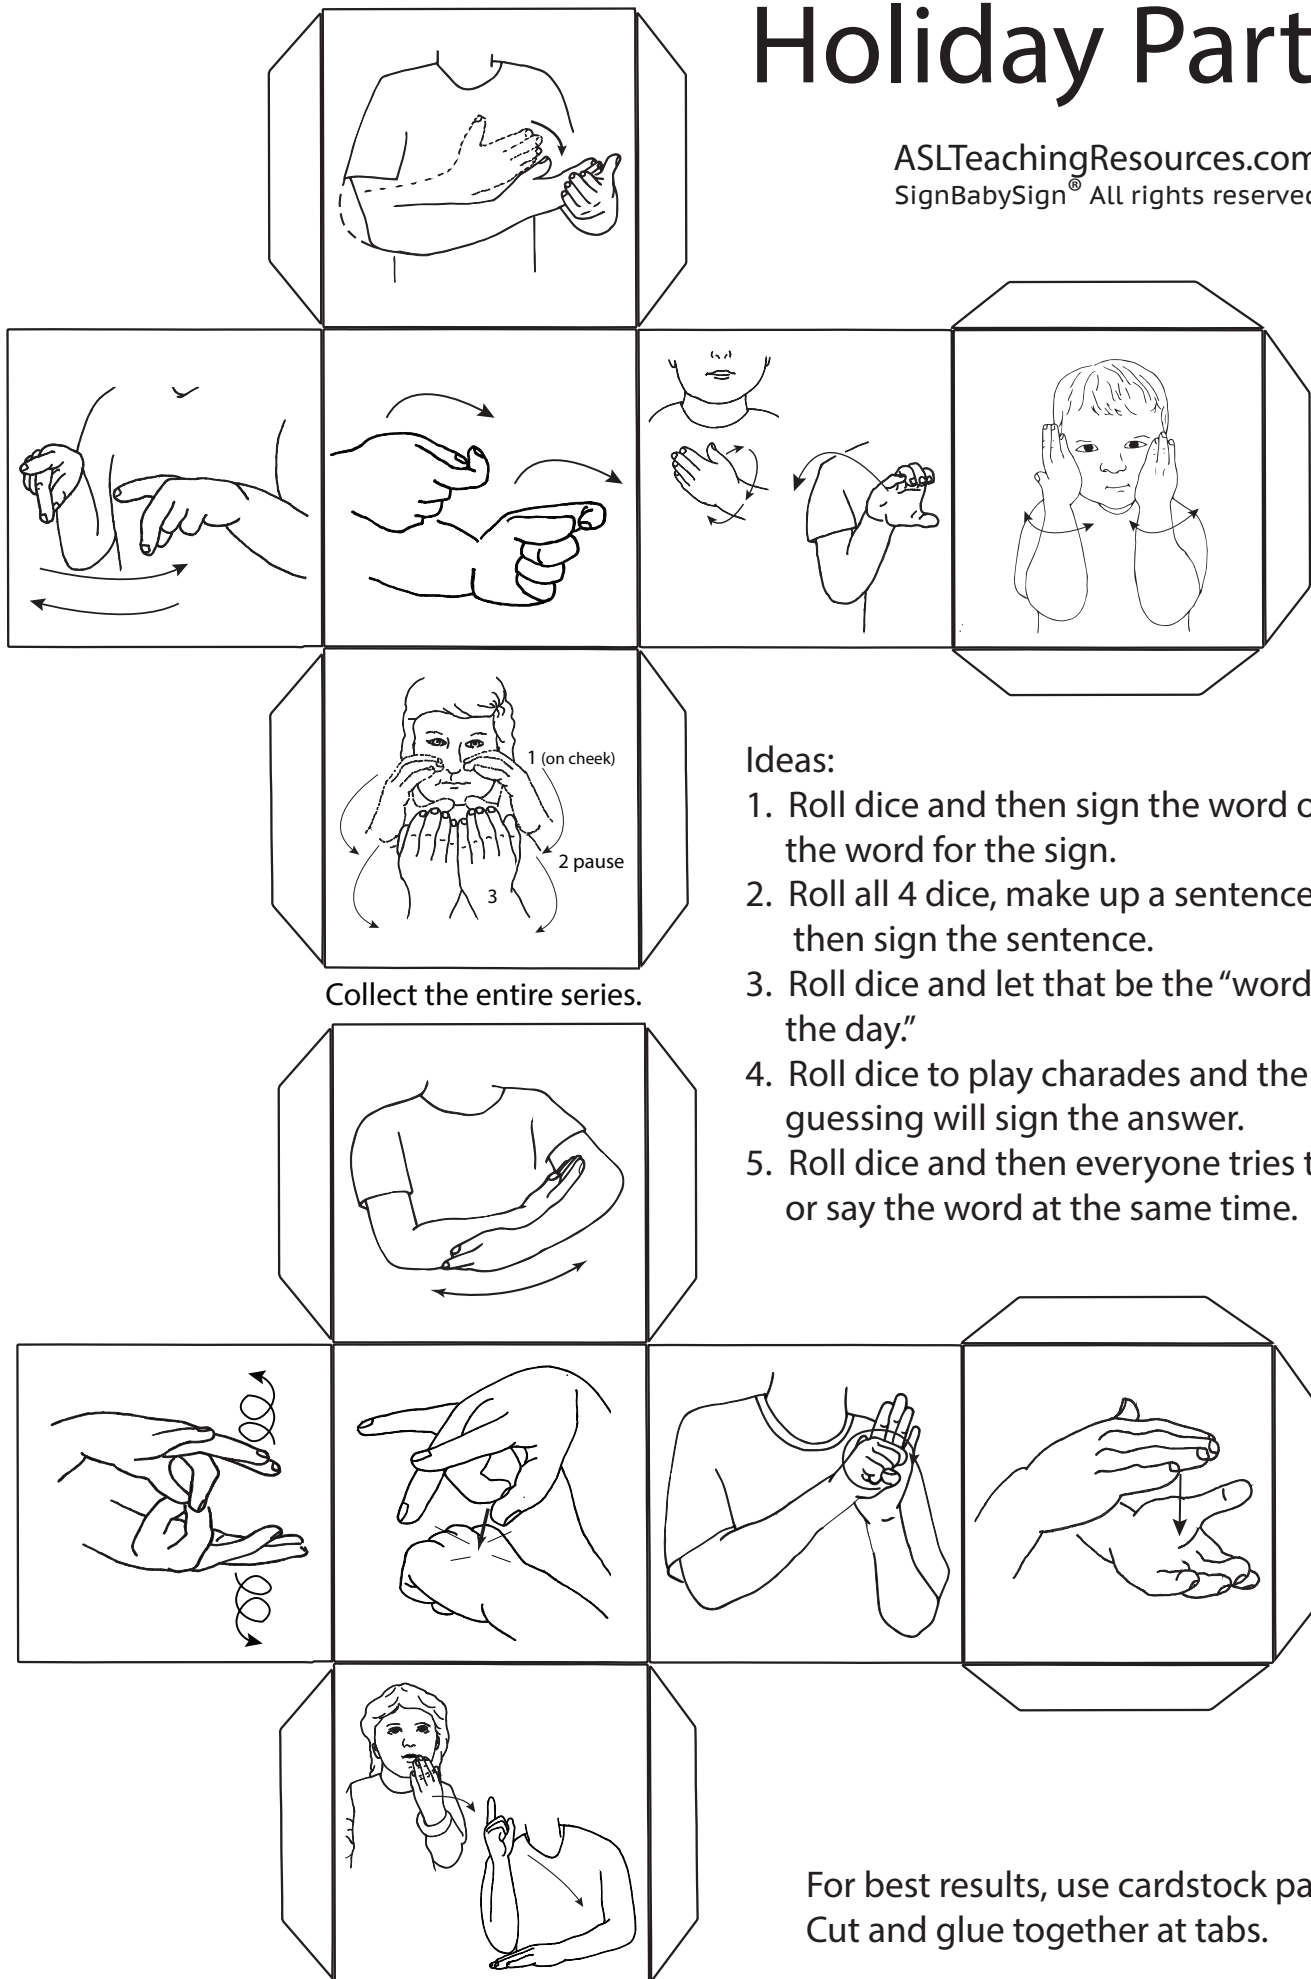 Holiday Part
ASLTeachingResources.com
SignBabySign® All rights reserved
1 (on cheek)
2 pause
3
Collect the entire series.
Ideas:
1. Roll dice and then sign the word o
the word for the sign.
2. Roll all 4 dice, make up a sentence
then sign the sentence.
3. Roll dice and let that be the “word
the day.”
4. Roll dice to play charades and the
guessing will sign the answer.
5. Roll dice and then everyone tries t
or say the word at the same time.
For best results, use cardstock pa
Cut and glue together at tabs.